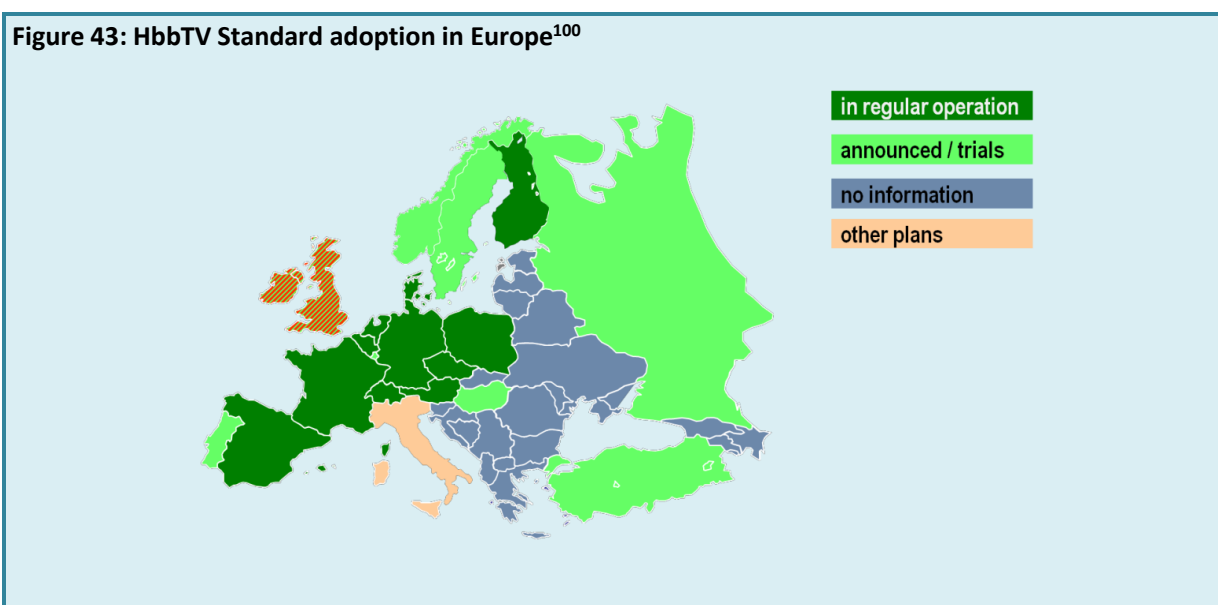 Figure 43: HbbTV Standard adoption in Europe¹⁰⁰
in regular operation
announced / trials
no information
other plans